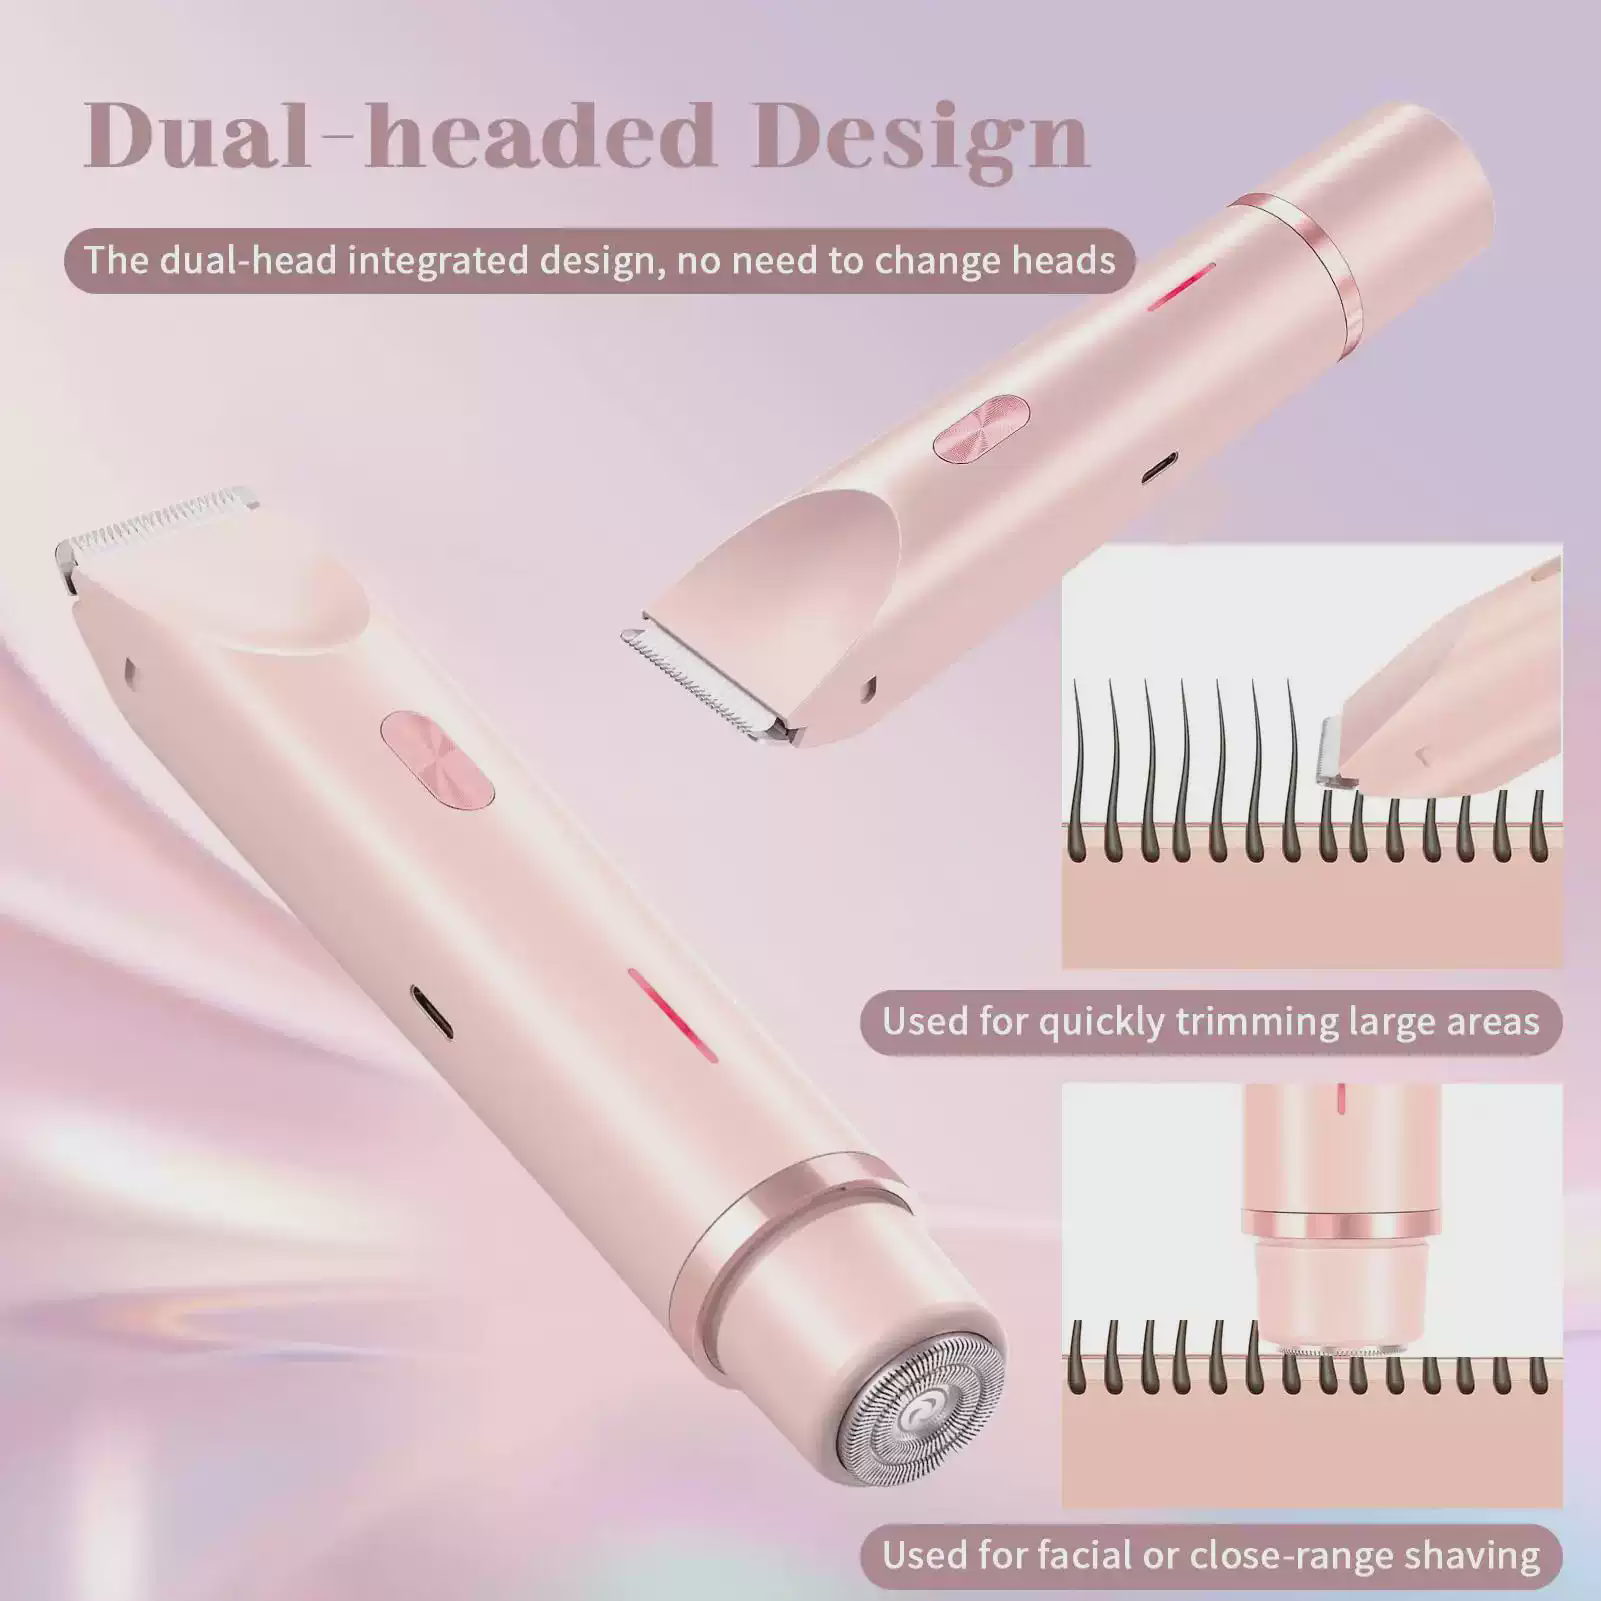 Dual-headed Design
The dual-head integrated design, no need to change heads
Used for quickly trimming large areas
Used for facial or close-range shaving